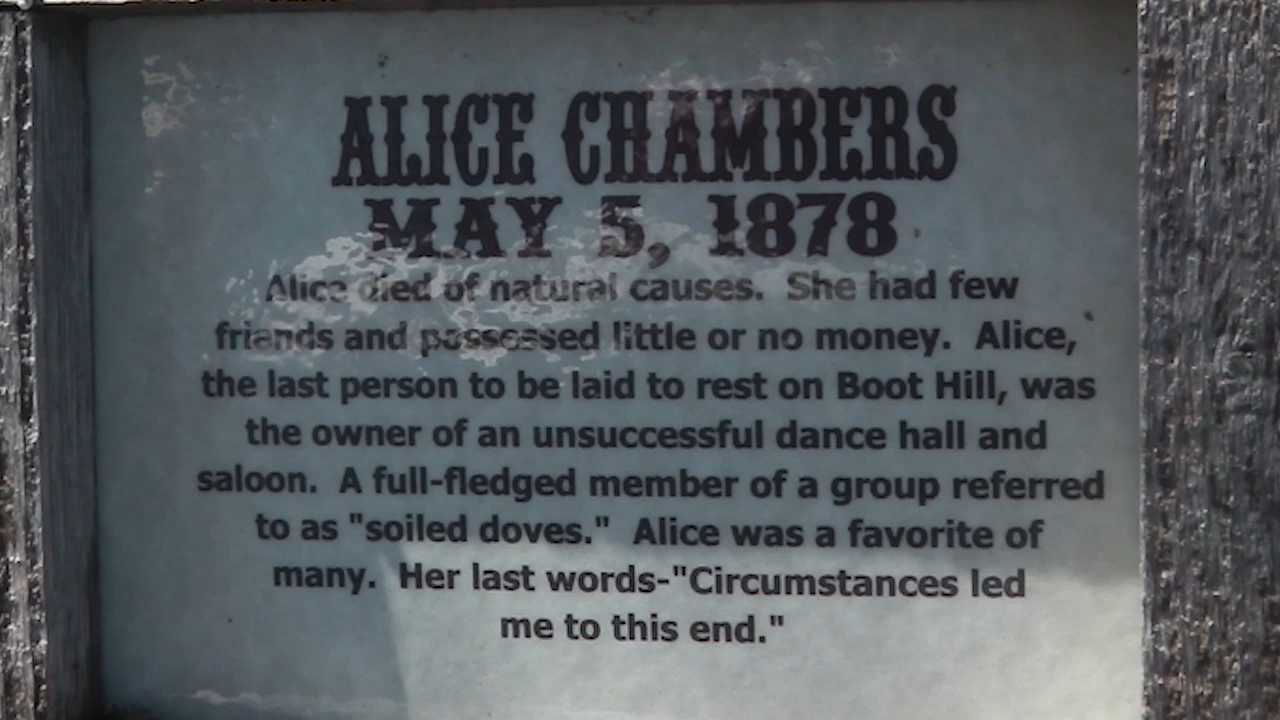 ALICE CHAMBERS
MAY 5, 1878
Alice died of natural causes.  She had few
friends and possessed little or no money.  Alice,
the last person to be laid to rest on Boot Hill, was
the owner of an unsuccessful dance hall and
saloon.  A full-fledged member of a group referred
to as "soiled doves."  Alice was a favorite of
many.  Her last words-"Circumstances led
me to this end."